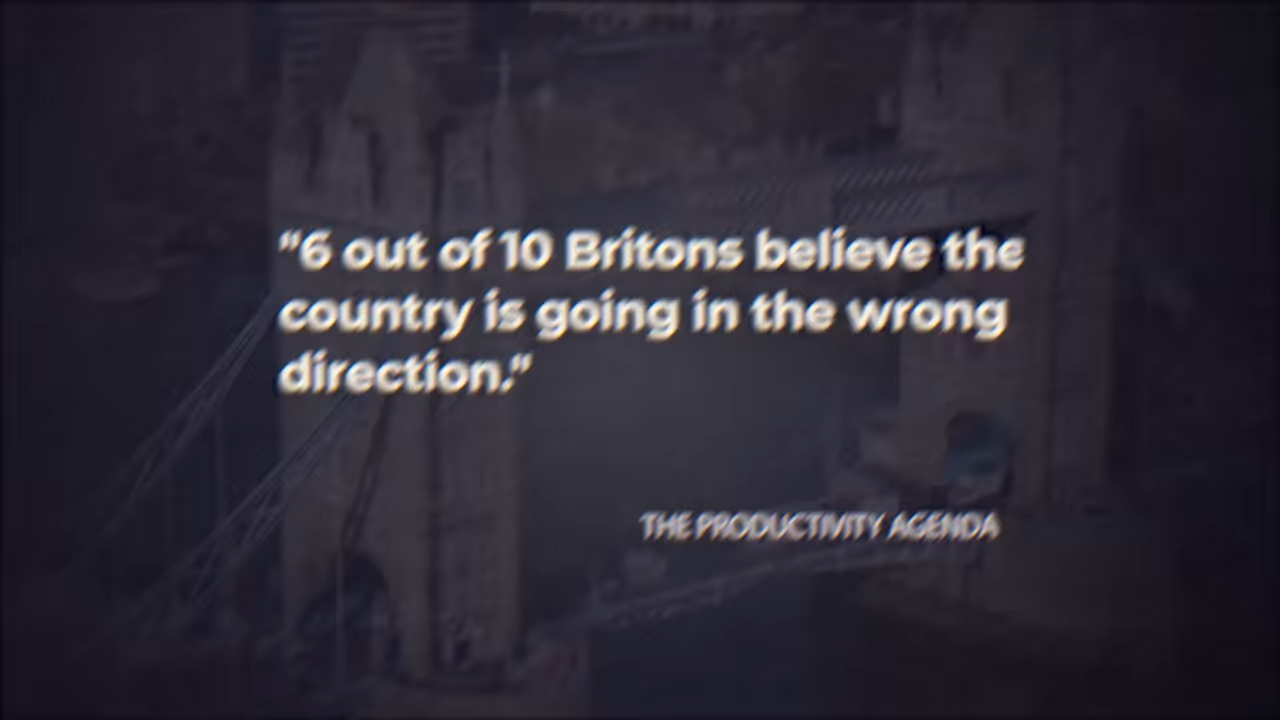 "6 out of 10 Britons believe the
country is going in the wrong
direction."
THE PRODUCTIVITY AGENDA